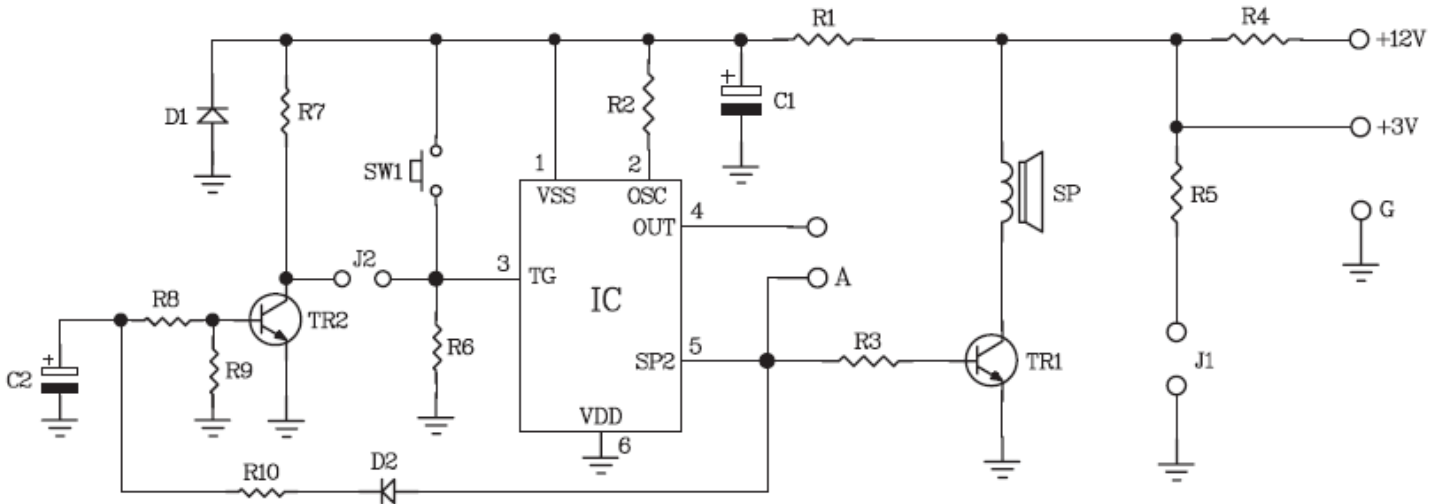 R1
R4
+12V
D1
R7
R2
+
C1
+3V
SW1
1
2
VSS
OSC
SP
R5
G
OUT
4
J2
3
TG
A
IC
R8
TR2
R6
R3
+
C2
R9
SP2
5
TR1
J1
VDD
6
R10
D2